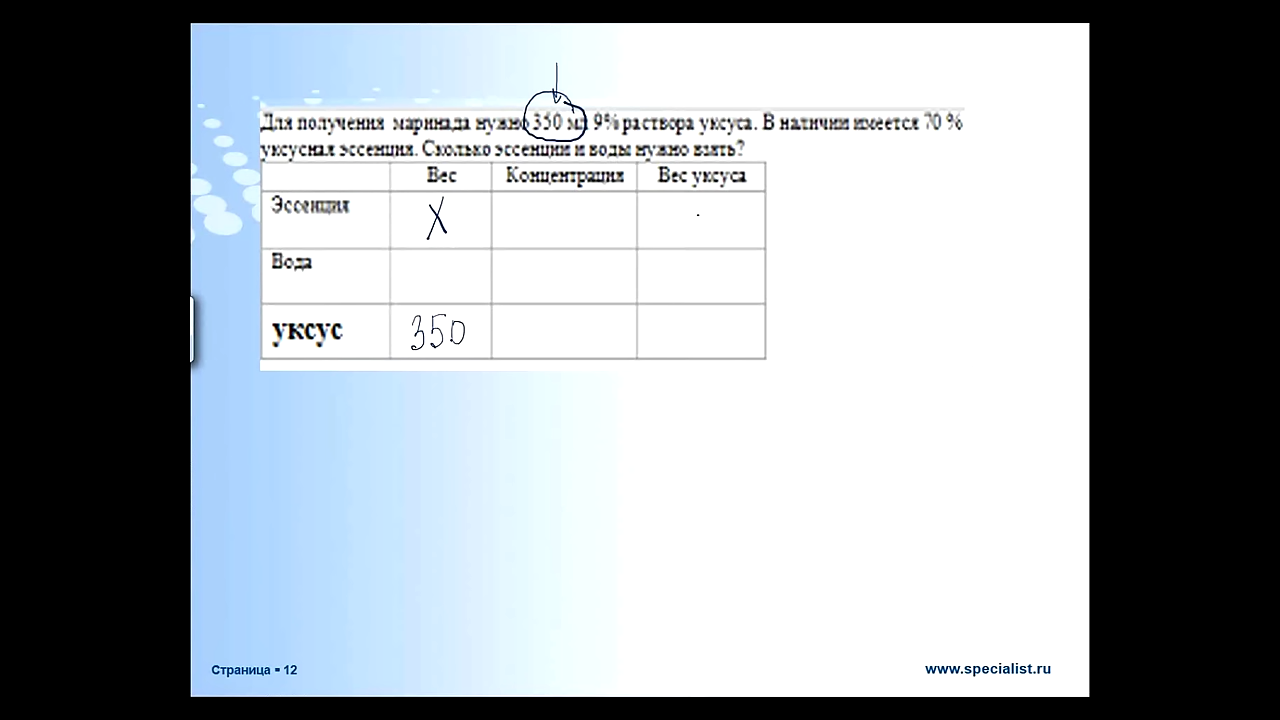 Для получения маринада нужно 350 мл 9% раствора уксуса. В наличии имеется 70 %
уксусная эссенция. Сколько эссенции и воды нужно взять?
Вес Концентрация Вес уксуса
Эссенция X
Вода
уксус 350
Страница ▪ 12
www.specialist.ru